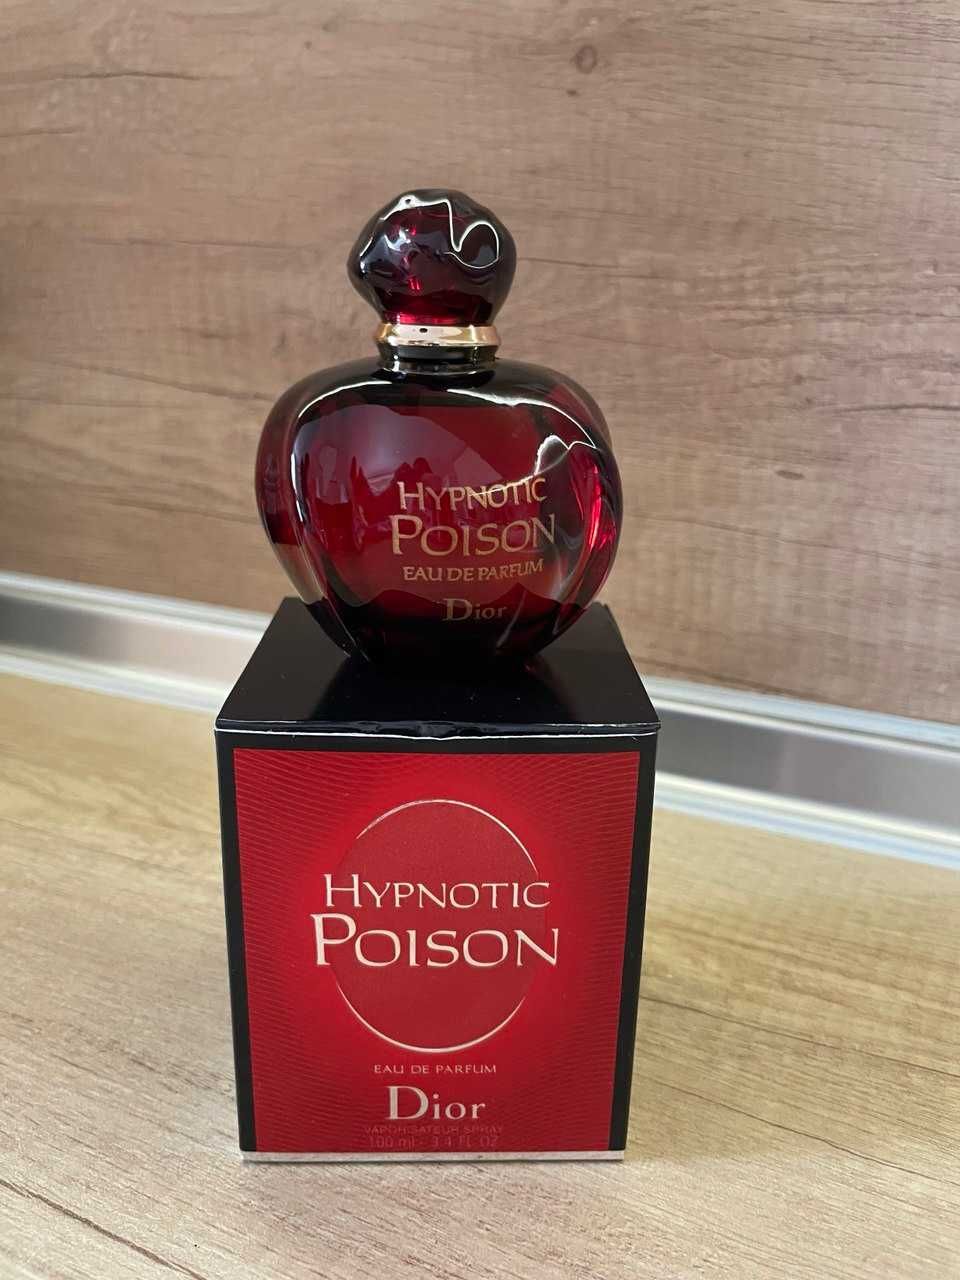 HYPNOTIC
POISON
EAU DE PARFUM
Dior
HYPNOTIC
POISON
EAU DE PARFUM
Dior
VAPORISATEUR SPRAY
100 ml - 3.4 FL. OZ